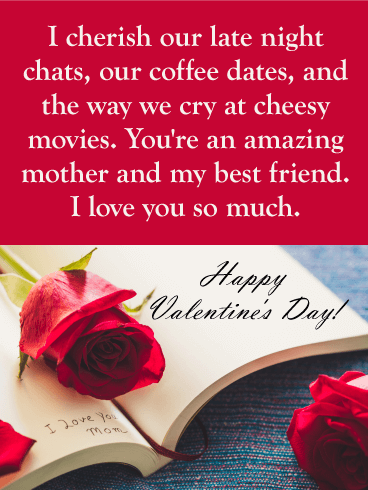 I cherish our late night
chats, our coffee dates, and
the way we cry at cheesy
movies. You're an amazing
mother and my best friend.
I love you so much.
Happy
Valentine's Day!
I Love You
Mom